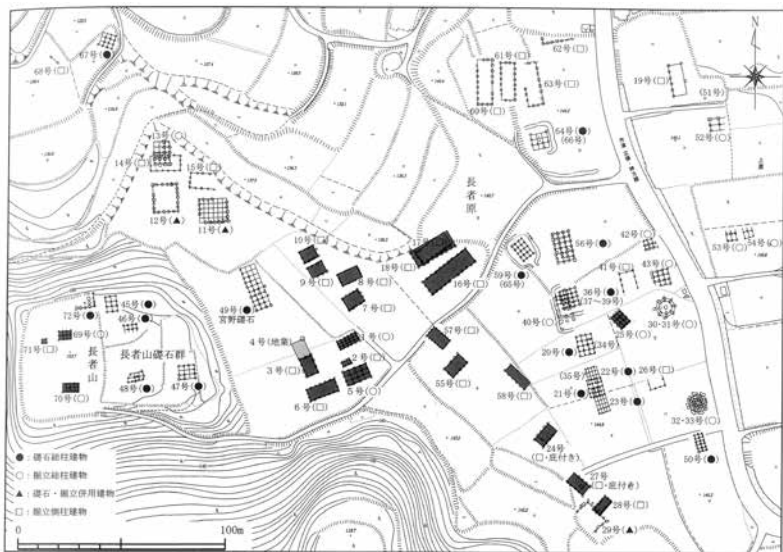 61号(□)
62号(□)
63号(□)
60号(□)
64号(●)
(66号)
67号(●)
68号(□)
19号(□)
(51号)
52号(○)
N
13号(○)
14号(□)
15号(□)
12号(▲)
11号(▲)
長者原
10号(□)
9号(□)
8号(□)
7号(□)
17号(□)
18号(□)
16号(□)
59号(●)
(65号)
56号(●)
42号(○)
43号(○)
41号(□)
53号(○)
54号(○)
36号(●)
(37~39号)
40号(○)
25号(○)
30·31号(○)
49号(●)
宮野礎石
4号(地業)
1号(○)
2号(□)
3号(□)
5号(○)
6号(□)
57号(□)
55号(□)
58号(□)
20号(●)
(34号)
(35号)
22号(●)
21号(●)
23号(●)
26号(□)
32·33号(○)
50号(●)
24号
(□·庇付き)
27号
(□·庇付き)
28号(□)
29号(▲)
72号(●)
45号(●)
46号(●)
69号(○)
71号(□)
長者山
長者山礎石群
48号(●)
47号(●)
70号(○)
●:礎石総柱建物
○:掘立総柱建物
▲:礎石・掘立併用建物
□:掘立側柱建物
0
100m